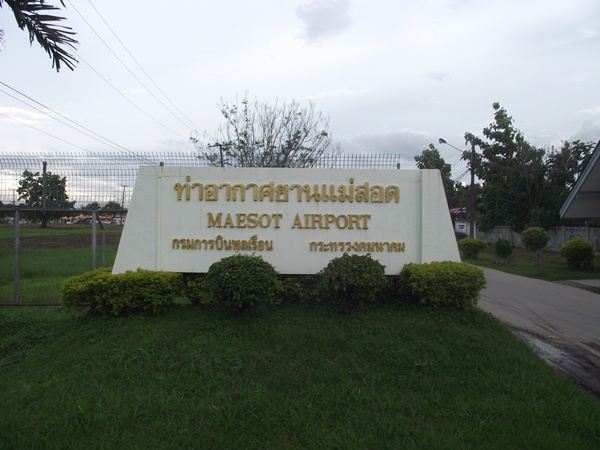 ท่าอากาศยานแม่สอด
MAESOT AIRPORT
กรมการบินพลเรือน กระทรวงคมนาคม